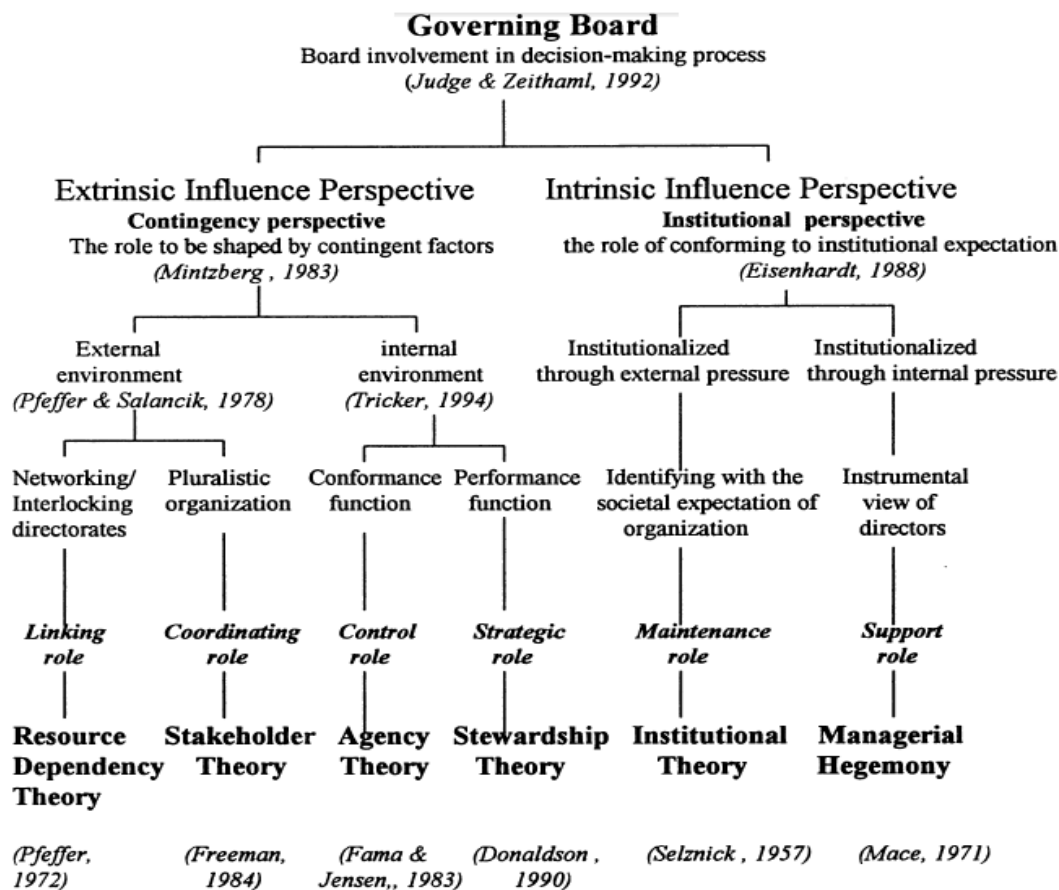 Governing Board
Board involvement in decision-making process
(Judge & Zeithaml, 1992)
Extrinsic Influence Perspective
Contingency perspective
The role to be shaped by contingent factors
(Mintzberg , 1983)
Intrinsic Influence Perspective
Institutional perspective
the role of conforming to institutional expectation
(Eisenhardt, 1988)
External
environment
(Pfeffer & Salancik, 1978)
internal
environment
(Tricker, 1994)
Institutionalized
through external pressure
Institutionalized
through internal pressure
Networking/
Interlocking
directorates
Pluralistic
organization
Conformance
function
Performance
function
Identifying with the
societal expectation of
organization
Instrumental
view of
directors
Linking
role
Coordinating
role
Control
role
Strategic
role
Maintenance
role
Support
role
Resource
Dependency
Theory
Stakeholder
Theory
Agency
Theory
Stewardship
Theory
Institutional
Theory
Managerial
Hegemony
(Pfeffer,
1972)
(Freeman,
1984)
(Fama &
Jensen,, 1983)
(Donaldson ,
1990)
(Selznick , 1957)
(Mace, 1971)